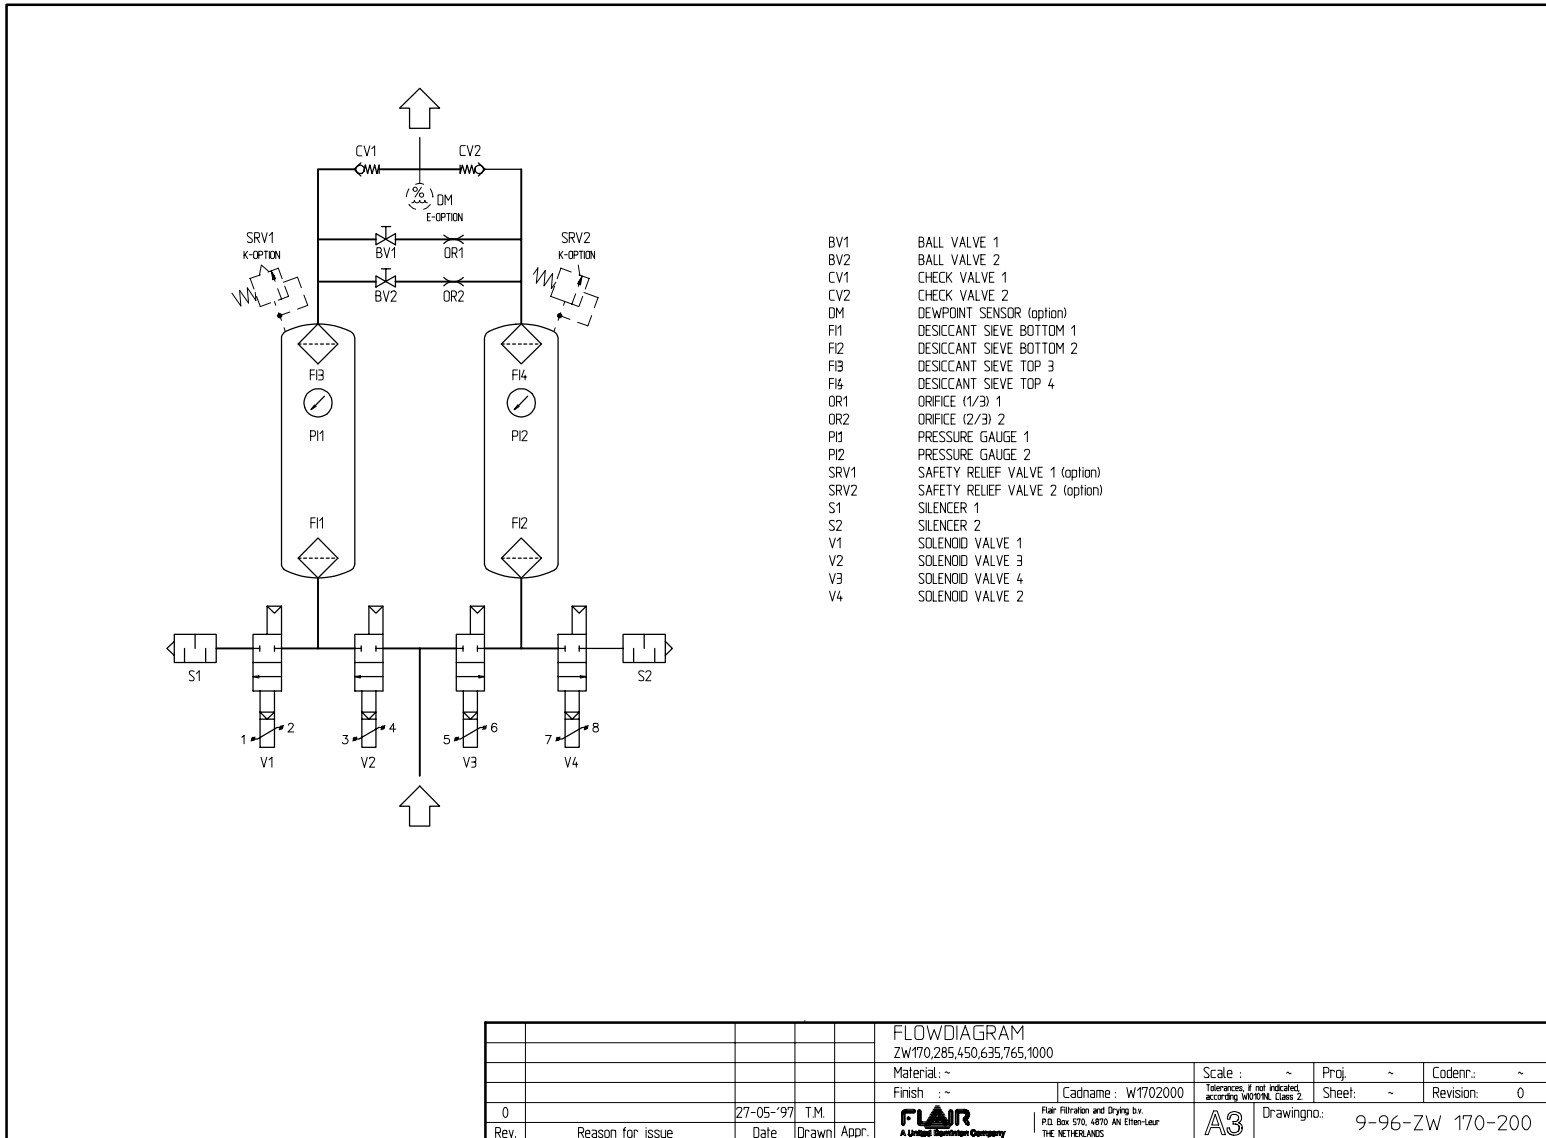 CV1 CV2
% DM
E-OPTION
SRV1 SRV2
K-OPTION K-OPTION
BV1 OR1
BV2 OR2
FI3 FI4
PI1 PI2
FI1 FI2
S1 S2
1 2 3 4 5 6 7 8
V1 V2 V3 V4
BV1 BALL VALVE 1
BV2 BALL VALVE 2
CV1 CHECK VALVE 1
CV2 CHECK VALVE 2
DM DEWPOINT SENSOR (option)
FI1 DESICCANT SIEVE BOTTOM 1
FI2 DESICCANT SIEVE BOTTOM 2
FI3 DESICCANT SIEVE TOP 3
FI4 DESICCANT SIEVE TOP 4
OR1 ORIFICE (1/3) 1
OR2 ORIFICE (2/3) 2
PI1 PRESSURE GAUGE 1
PI2 PRESSURE GAUGE 2
SRV1 SAFETY RELIEF VALVE 1 (option)
SRV2 SAFETY RELIEF VALVE 2 (option)
S1 SILENCER 1
S2 SILENCER 2
V1 SOLENOID VALVE 1
V2 SOLENOID VALVE 3
V3 SOLENOID VALVE 4
V4 SOLENOID VALVE 2
FLOWDIAGRAM
ZW170,285,450,635,765,1000
Material: ~ Scale : ~ Proj. ~ Codenr.: ~
Finish : ~ Cadname : W1702000 Tolerances, if not indicated, according WI0101NL Class 2. Sheet: ~ Revision: 0
0 27-05-'97 T.M.
Rev. Reason for issue Date Drawn Appr.
FLAIR
A United Dominion Company
Flair Filtration and Drying b.v.
P.O. Box 570, 4870 AN Etten-Leur
THE NETHERLANDS
A3 Drawingno.: 9-96-ZW 170-200